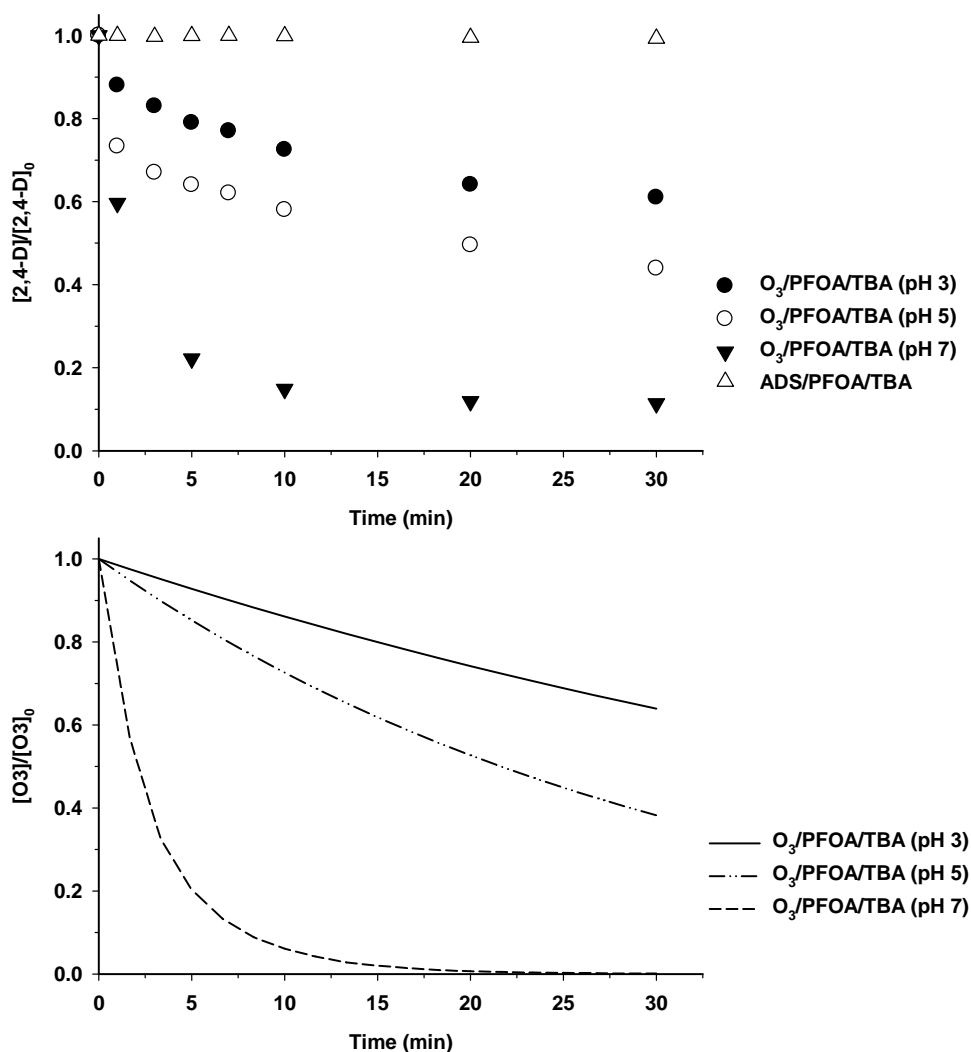 1.0
0.8
0.6
0.4
0.2
0.0
[2,4-D]/[2,4-D]₀
0 5 10 15 20 25 30
Time (min)
O₃/PFOA/TBA (pH 3)
O₃/PFOA/TBA (pH 5)
O₃/PFOA/TBA (pH 7)
ADS/PFOA/TBA
1.0
0.8
0.6
0.4
0.2
0.0
[O3]/[O3]₀
0 5 10 15 20 25 30
Time (min)
O₃/PFOA/TBA (pH 3)
O₃/PFOA/TBA (pH 5)
O₃/PFOA/TBA (pH 7)